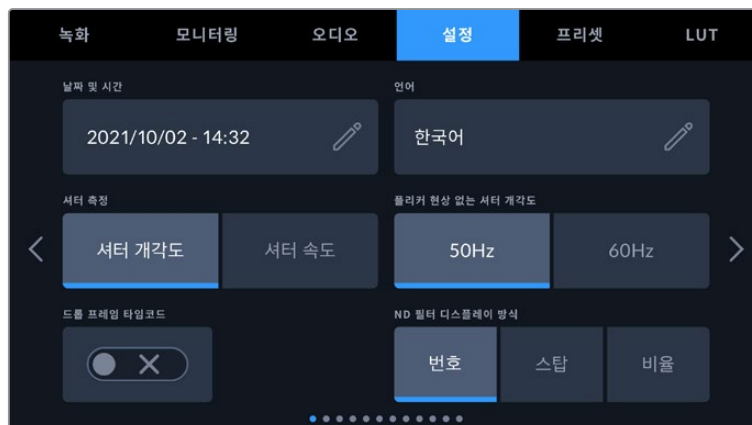 녹화 모니터링 오디오 설정 프리셋 LUT
날짜 및 시간 언어
2021/10/02 - 14:32 한국어
셔터 측정 플리커 현상 없는 셔터 개각도
셔터 개각도 셔터 속도 50Hz 60Hz
드롭 프레임 타임코드 ND 필터 디스플레이 방식
번호 스탑 비율